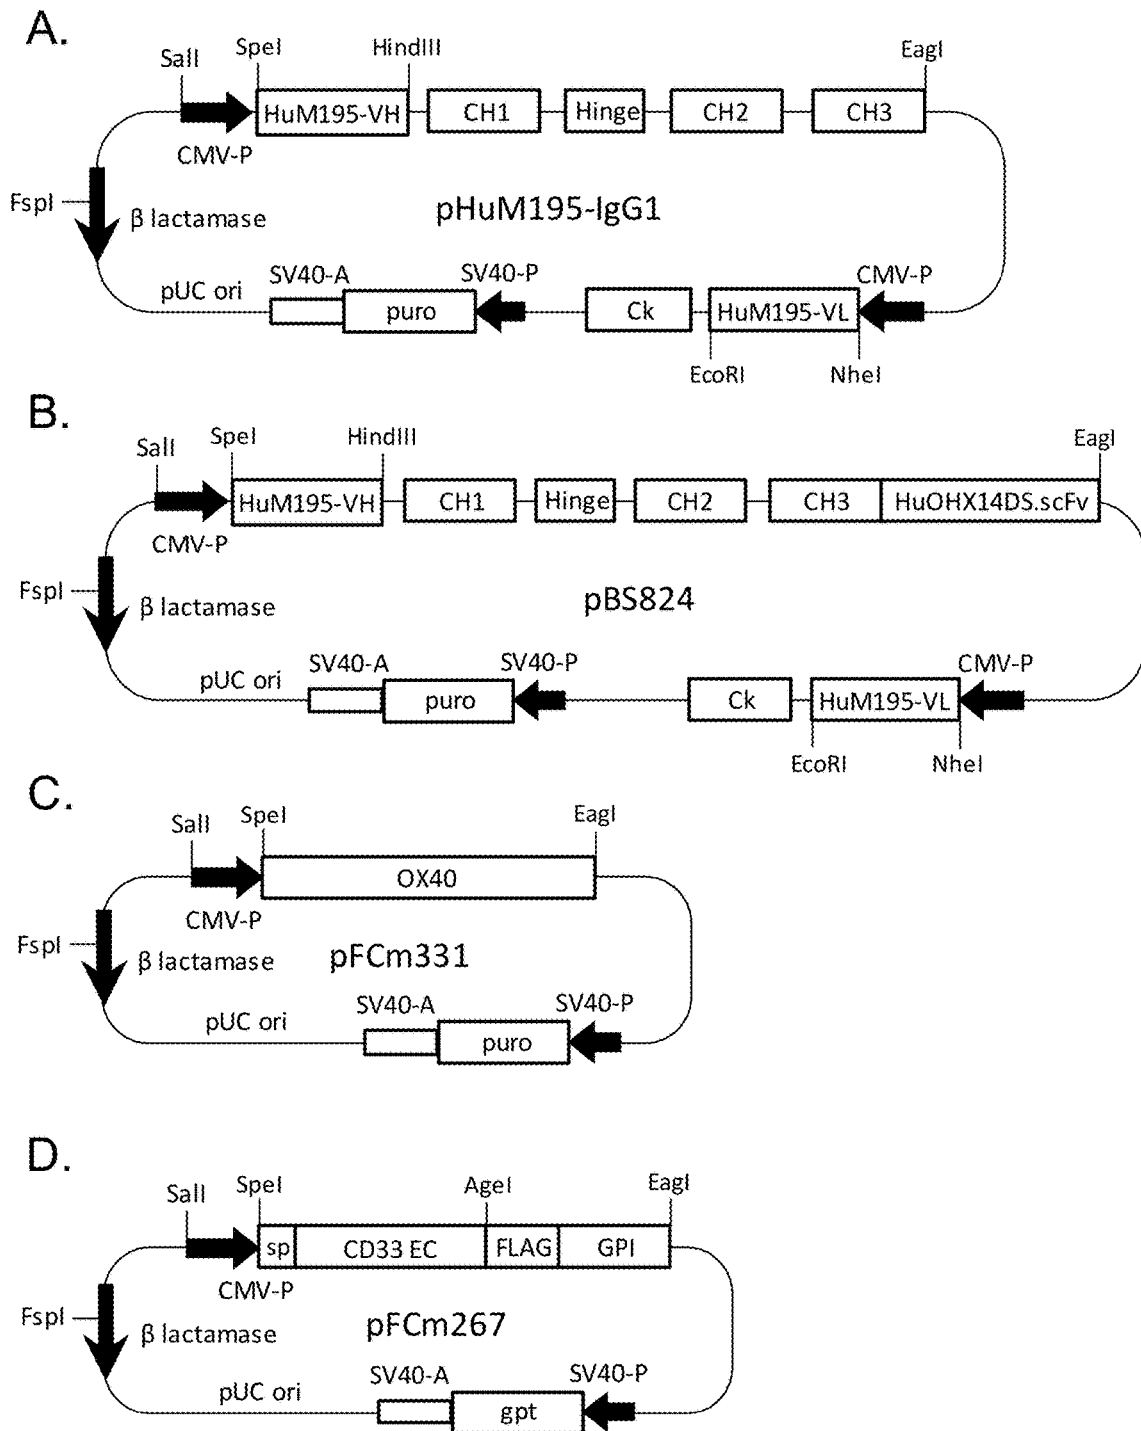 A.
SalI
SpeI
HindIII
EagI
HuM195-VH
CH1
Hinge
CH2
CH3
CMV-P
FspI
β lactamase
pHuM195-IgG1
pUC ori
SV40-A
puro
SV40-P
Ck
HuM195-VL
CMV-P
EcoRI
NheI
B.
SalI
SpeI
HindIII
EagI
HuM195-VH
CH1
Hinge
CH2
CH3
HuOHX14DS.scFv
CMV-P
FspI
β lactamase
pBS824
pUC ori
SV40-A
puro
SV40-P
Ck
HuM195-VL
CMV-P
EcoRI
NheI
C.
SalI
SpeI
EagI
OX40
CMV-P
FspI
β lactamase
pFCm331
pUC ori
SV40-A
puro
SV40-P
D.
SalI
SpeI
AgeI
EagI
sp
CD33 EC
FLAG
GPI
CMV-P
FspI
β lactamase
pFCm267
pUC ori
SV40-A
gpt
SV40-P